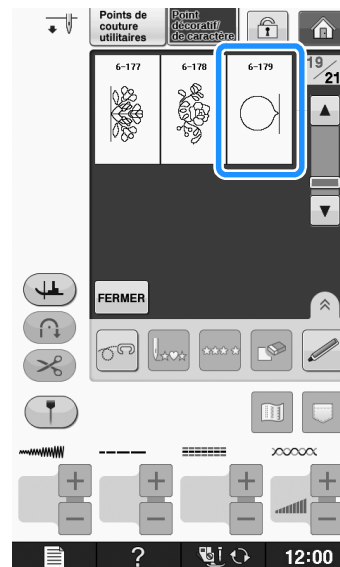 Points de
couture
utilitaires
Point
décoratif/
de caractère
6-177
6-178
6-179
19/21
FERMER
?
12:00